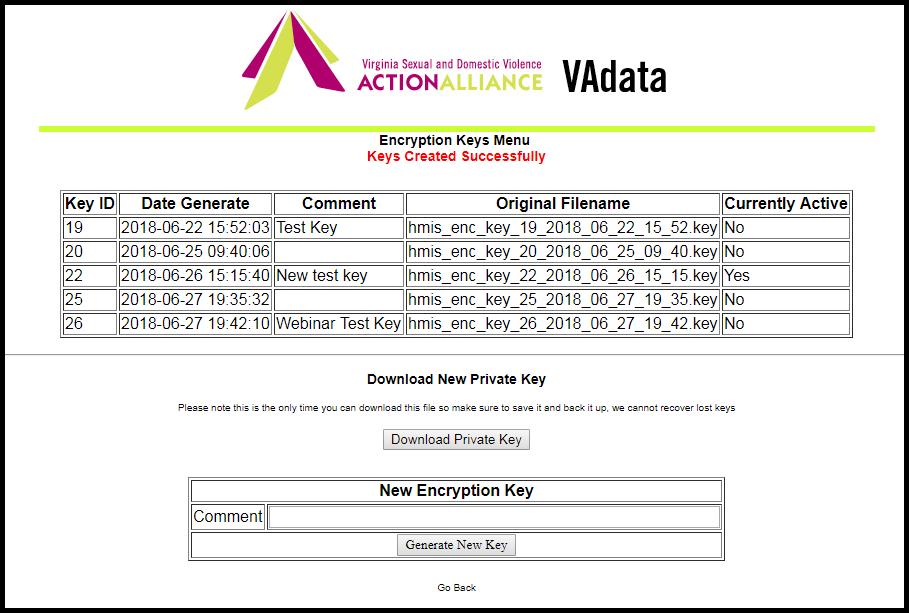 Virginia Sexual and Domestic Violence
ACTIONALLIANCE VAdata
Encryption Keys Menu
Keys Created Successfully
Key ID Date Generate Comment Original Filename Currently Active
19 2018-06-22 15:52:03 Test Key hmis_enc_key_19_2018_06_22_15_52.key No
20 2018-06-25 09:40:06 hmis_enc_key_20_2018_06_25_09_40.key No
22 2018-06-26 15:15:40 New test key hmis_enc_key_22_2018_06_26_15_15.key Yes
25 2018-06-27 19:35:32 hmis_enc_key_25_2018_06_27_19_35.key No
26 2018-06-27 19:42:10 Webinar Test Key hmis_enc_key_26_2018_06_27_19_42.key No
Download New Private Key
Please note this is the only time you can download this file so make sure to save it and back it up, we cannot recover lost keys
Download Private Key
New Encryption Key
Comment
Generate New Key
Go Back